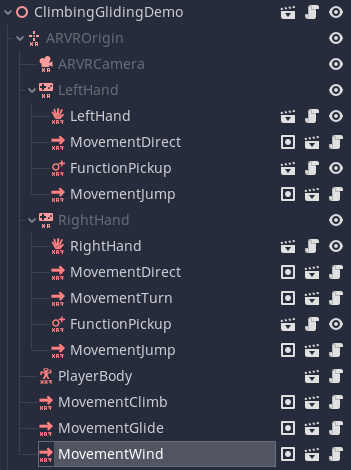 ClimbingGlidingDemo
ARVROrigin
ARVRCamera
LeftHand
LeftHand
MovementDirect
FunctionPickup
MovementJump
RightHand
RightHand
MovementDirect
MovementTurn
FunctionPickup
MovementJump
PlayerBody
MovementClimb
MovementGlide
MovementWind